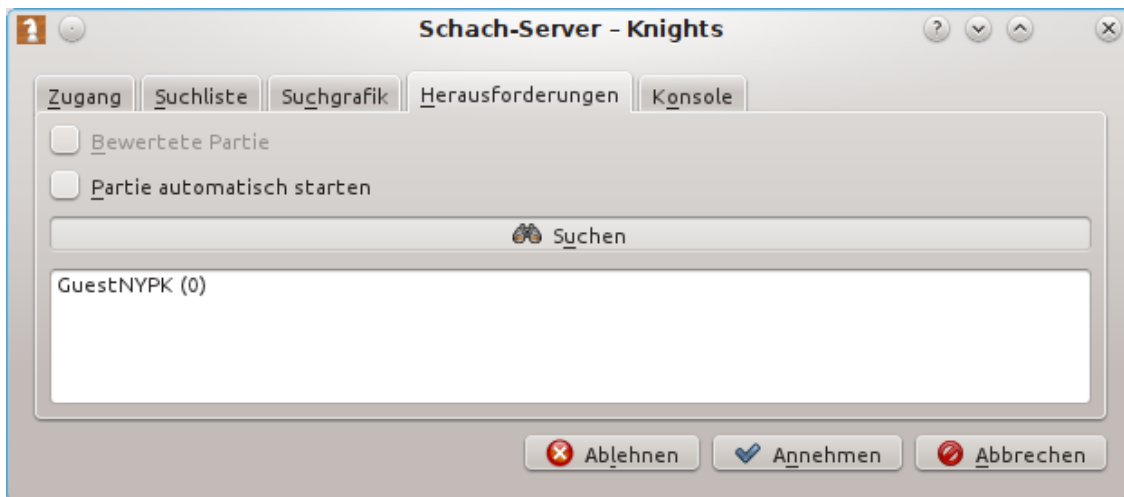 Schach-Server – Knights
Zugang Suchliste Suchgrafik Herausforderungen Konsole
Bewertete Partie
Partie automatisch starten
Suchen
GuestNYPK (0)
Ablehnen Annehmen Abbrechen